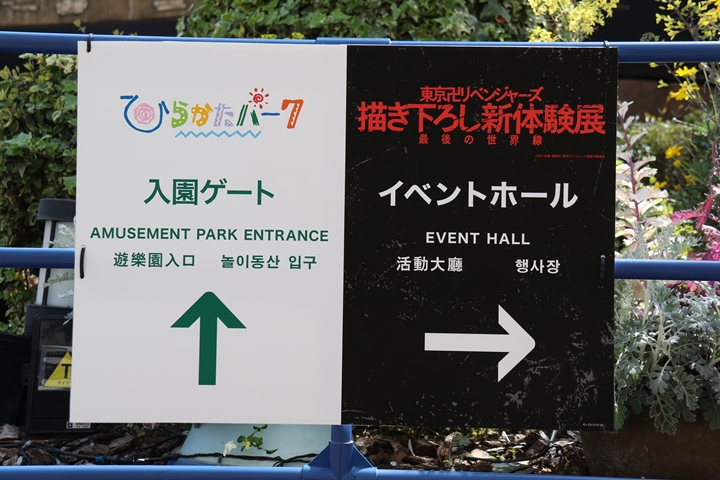 ひらかたパーク
入園ゲート
AMUSEMENT PARK ENTRANCE
遊樂園入口 놀이동산 입구
東京卍リベンジャーズ
描き下ろし新体験展
最後の世界線
イベントホール
EVENT HALL
活動大廳 행사장